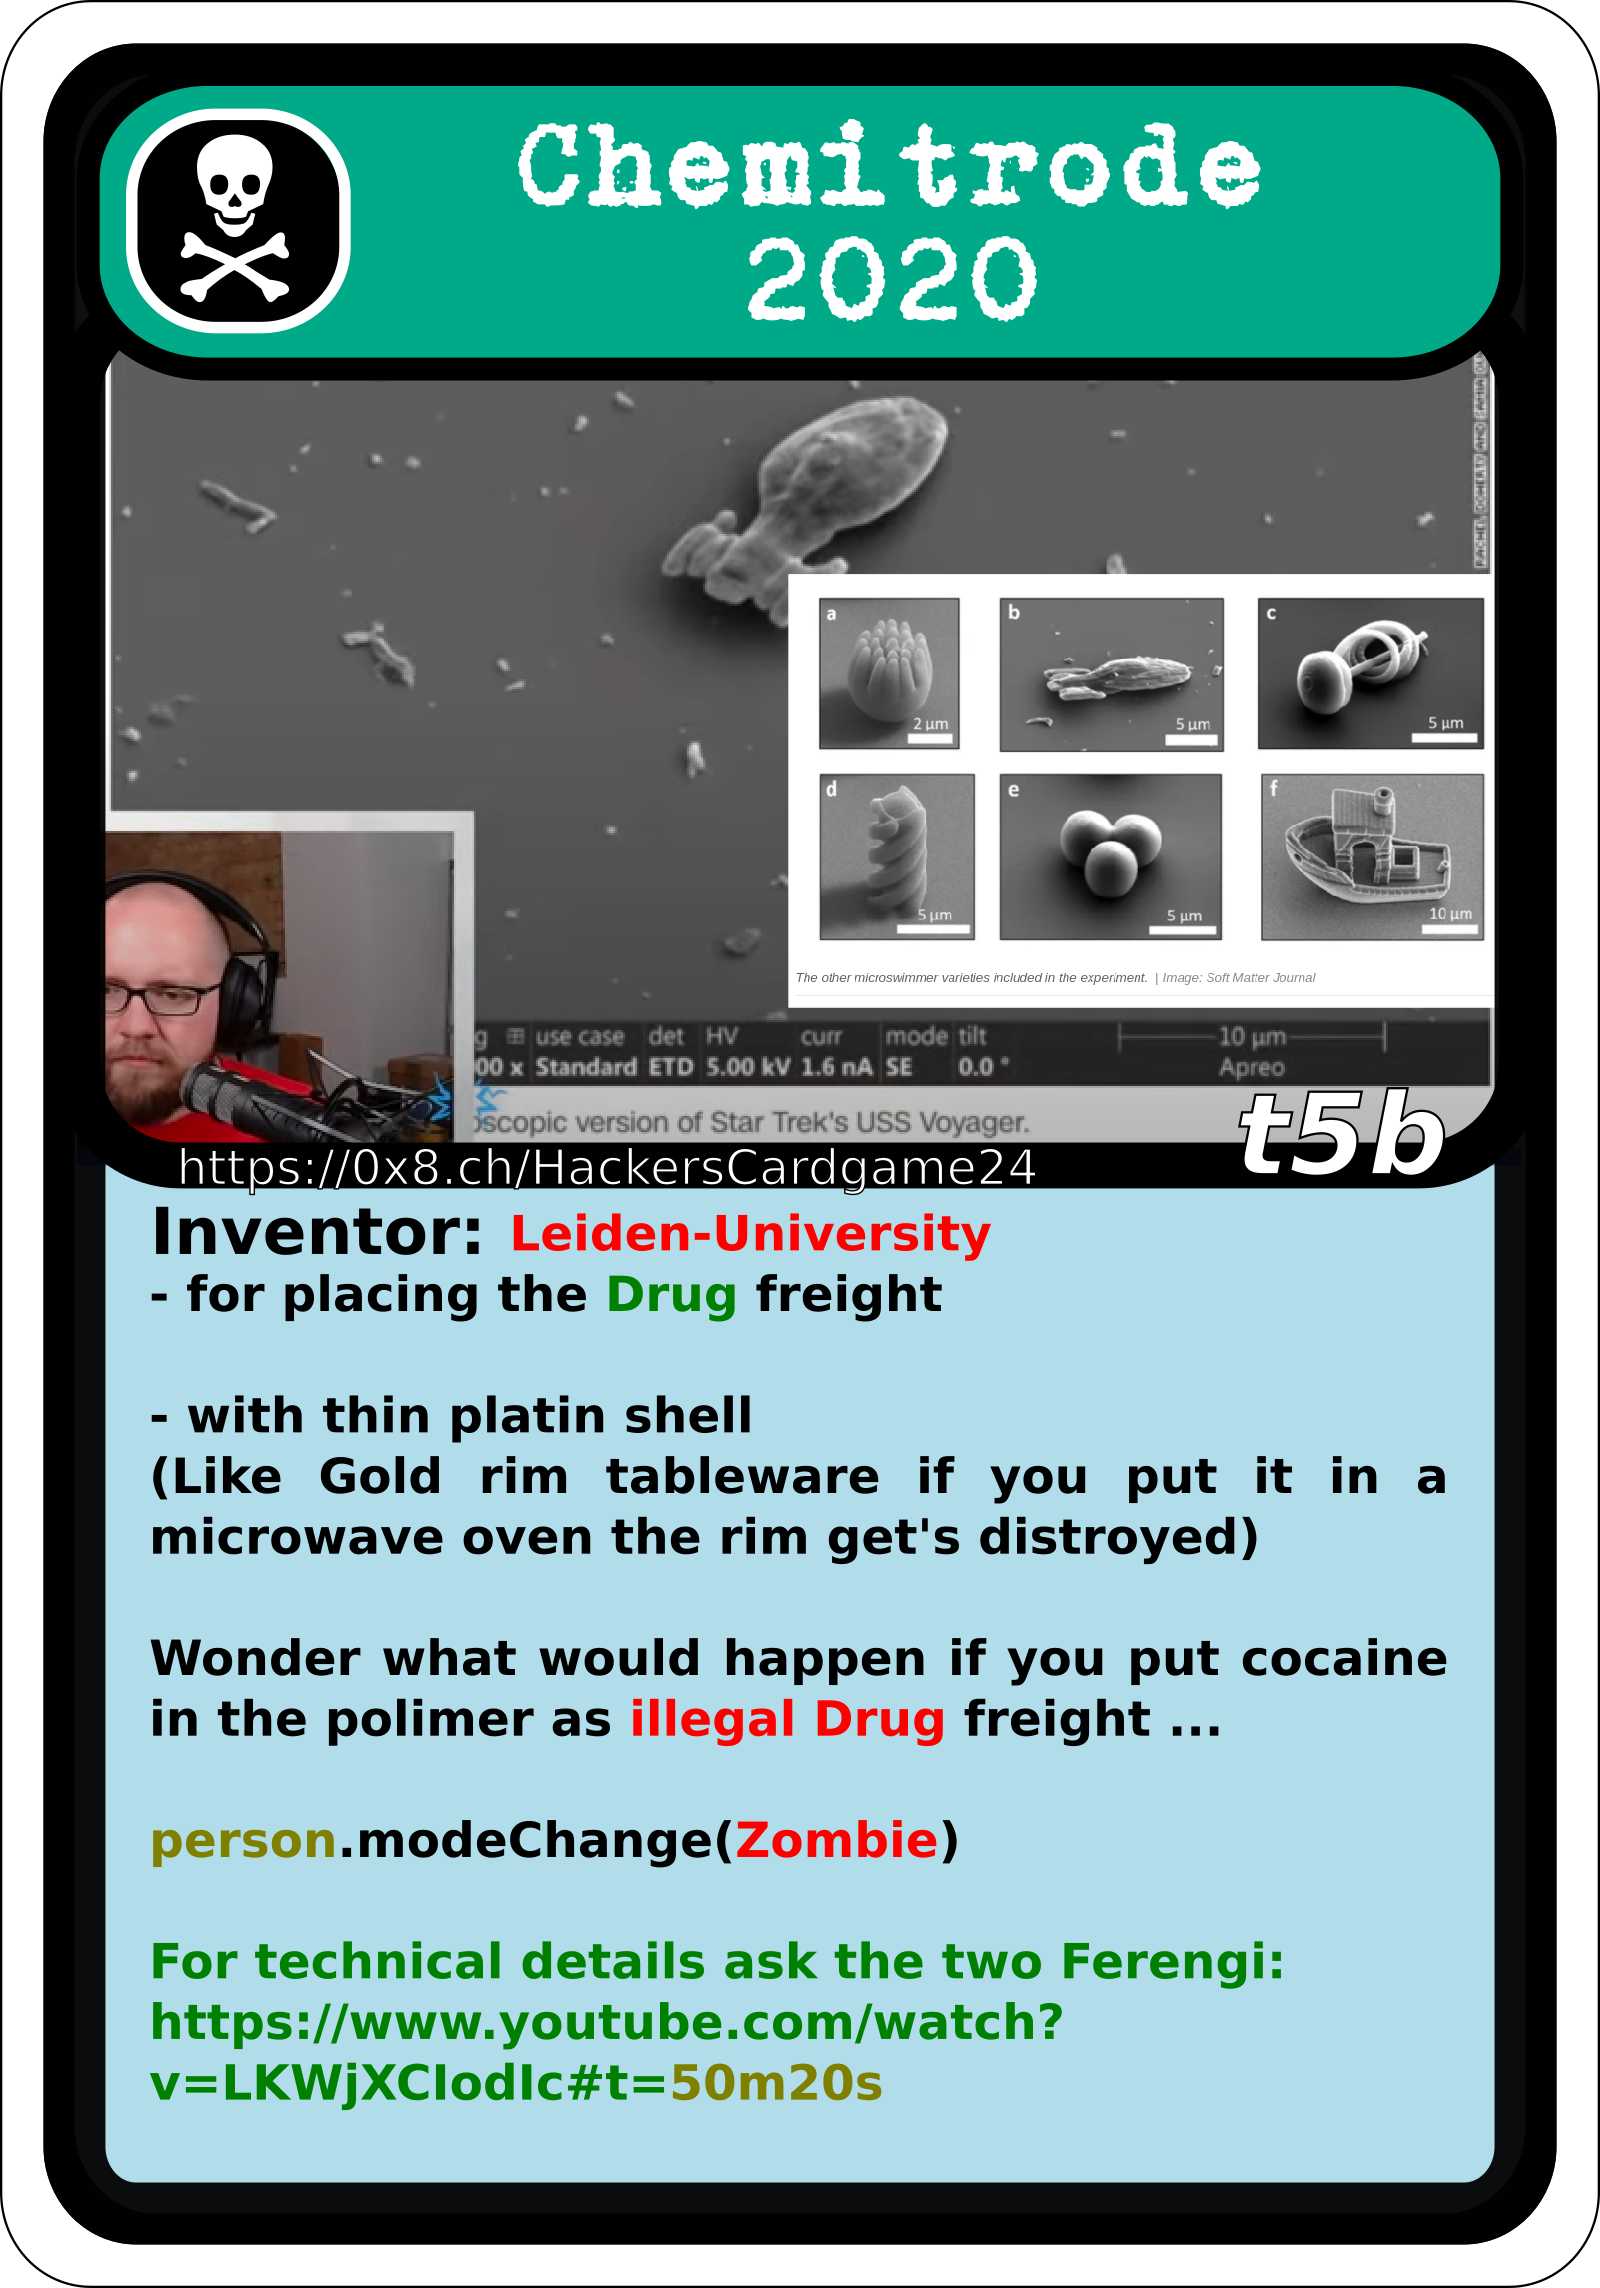 Chemitrode
2020
a
2 µm
b
5 µm
c
5 µm
d
5 µm
e
5 µm
f
10 µm
The other microswimmer varieties included in the experiment. | Image: Soft Matter Journal
g ⊞ use case det HV curr mode tilt 10 µm
00 x Standard ETD 5.00 kV 1.6 nA SE 0.0 ° Apreo
oscopic version of Star Trek's USS Voyager.
t5b
https://0x8.ch/HackersCardgame24
Inventor: Leiden-University
- for placing the Drug freight
- with thin platin shell
(Like Gold rim tableware if you put it in a
microwave oven the rim get's distroyed)
Wonder what would happen if you put cocaine
in the polimer as illegal Drug freight ...
person.modeChange(Zombie)
For technical details ask the two Ferengi:
https://www.youtube.com/watch?
v=LKWjXCIodIc#t=50m20s